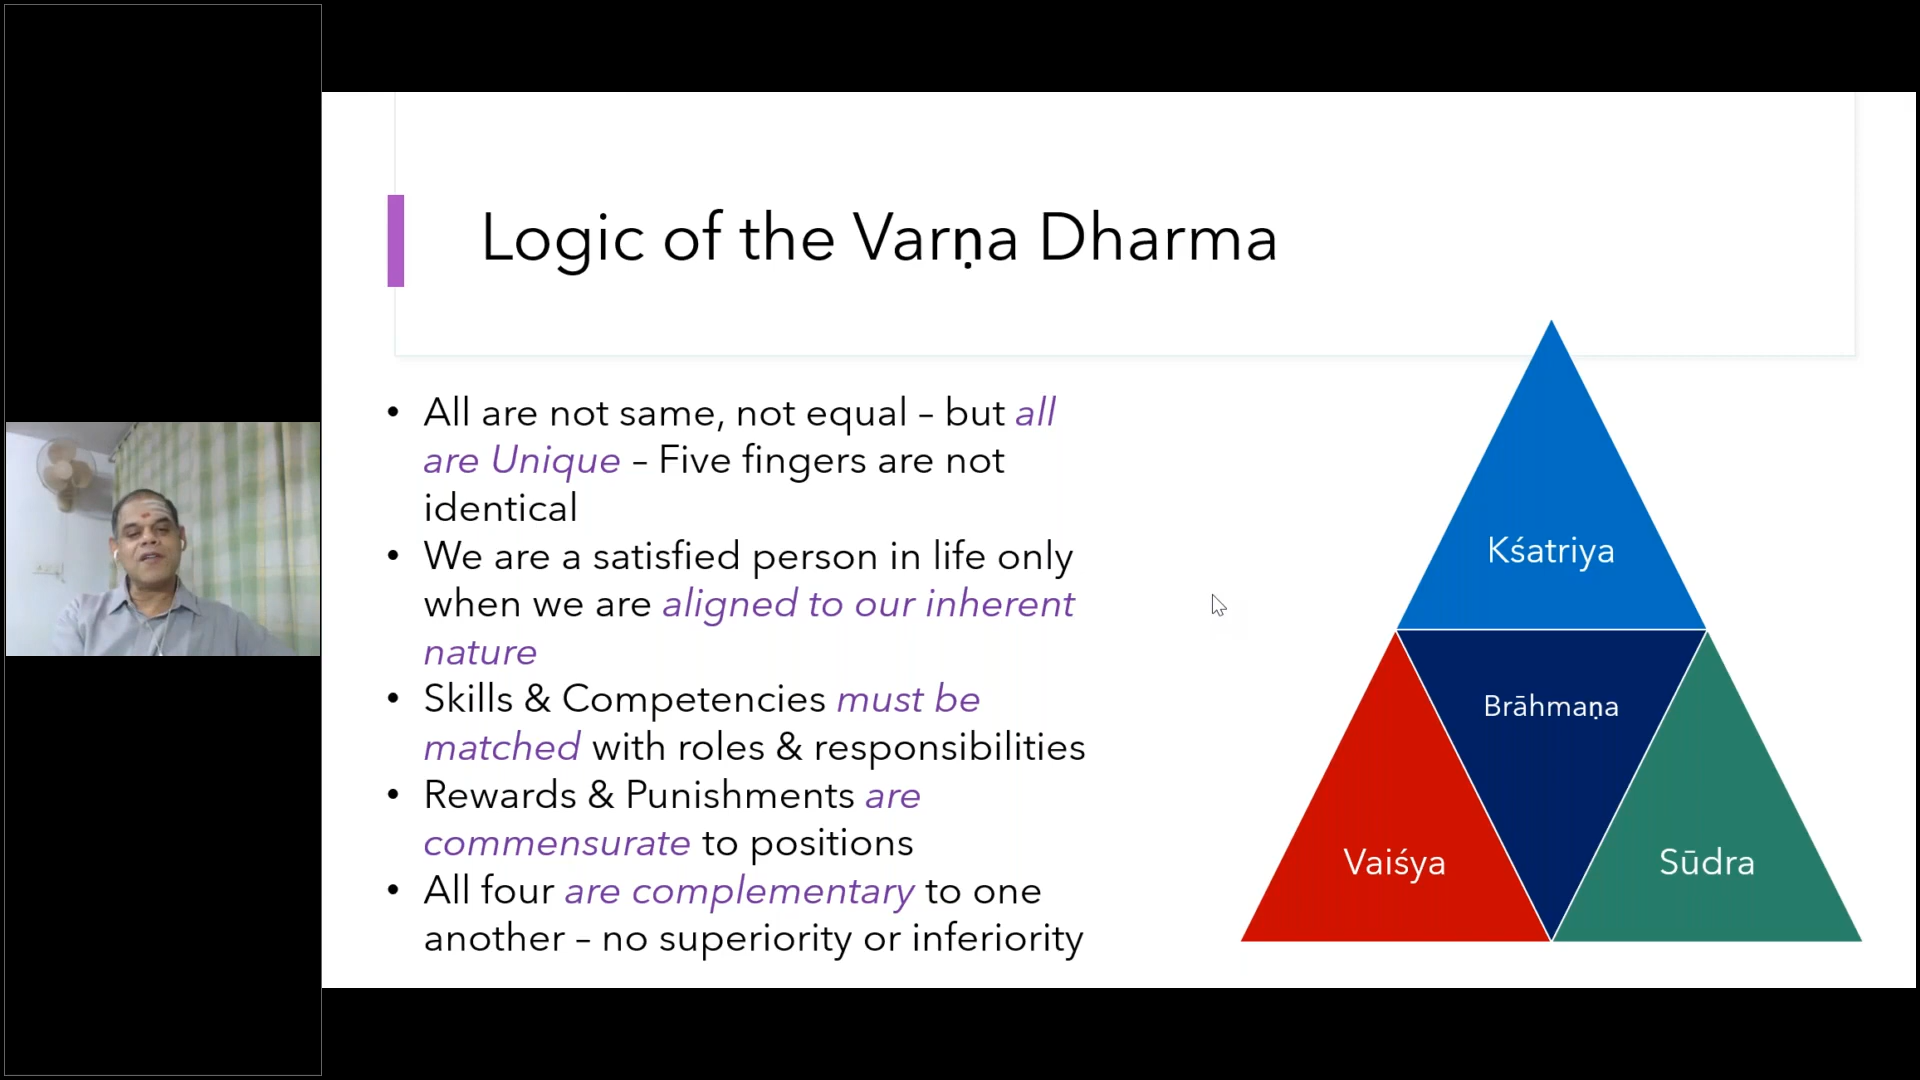 Logic of the Varṇa Dharma
• All are not same, not equal – but all
are Unique – Five fingers are not
identical
• We are a satisfied person in life only
when we are aligned to our inherent
nature
• Skills & Competencies must be
matched with roles & responsibilities
• Rewards & Punishments are
commensurate to positions
• All four are complementary to one
another – no superiority or inferiority
Kśatriya
Brāhmaṇa
Vaiśya
Sūdra